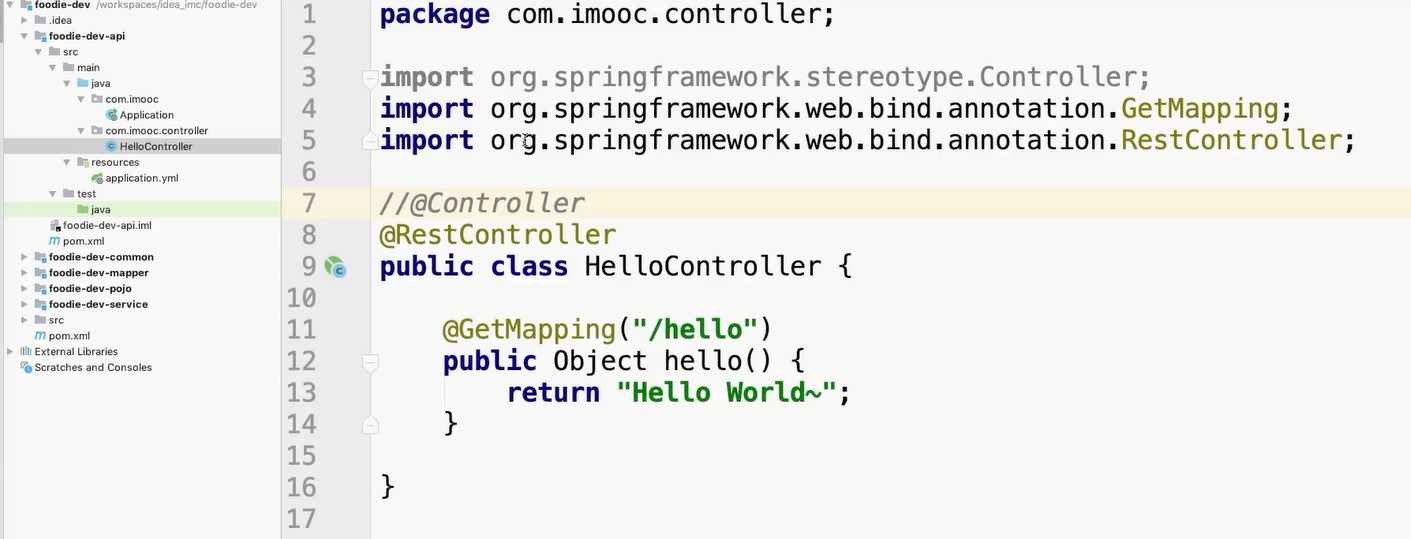 foodie-dev /workspaces/idea_imc/foodie-dev
.idea
foodie-dev-api
src
main
java
com.imooc
Application
com.imooc.controller
HelloController
resources
application.yml
test
java
foodie-dev-api.iml
pom.xml
foodie-dev-common
foodie-dev-mapper
foodie-dev-pojo
foodie-dev-service
src
pom.xml
External Libraries
Scratches and Consoles
1 package com.imooc.controller;
2
3 import org.springframework.stereotype.Controller;
4 import org.springframework.web.bind.annotation.GetMapping;
5 import org.springframework.web.bind.annotation.RestController;
6
7 //@Controller
8 @RestController
9 public class HelloController {
10
11 @GetMapping("/hello")
12 public Object hello() {
13 return "Hello World~";
14 }
15
16 }
17